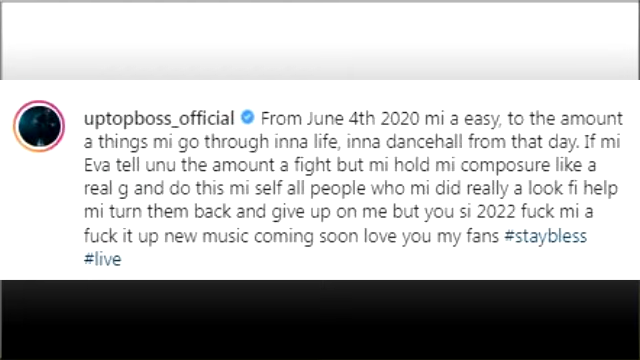 uptopboss_official From June 4th 2020 mi a easy, to the amount
a things mi go through inna life, inna dancehall from that day. If mi
Eva tell unu the amount a fight but mi hold mi composure like a
real g and do this mi self all people who mi did really a look fi help
mi turn them back and give up on me but you si 2022 fuck mi a
fuck it up new music coming soon love you my fans #staybless
#live